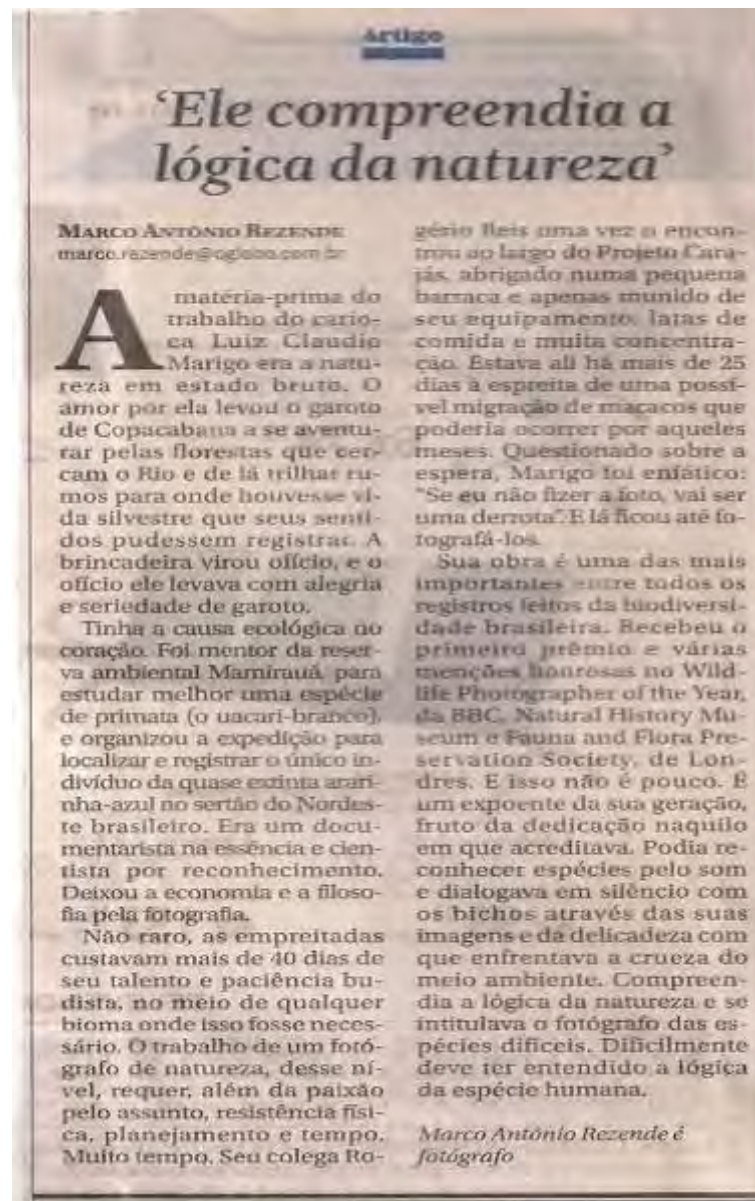 Artigo
‘Ele compreendia a
lógica da natureza’
MARCO ANTÔNIO REZENDE
marco.rezende@oglobo.com.br
A matéria-prima do
trabalho do cario-
ca Luiz Claudio
Marigo era a natu-
reza em estado bruto. O
amor por ela levou o garoto
de Copacabana a se aventu-
rar pelas florestas que cer-
cam o Rio e de lá trilhar ru-
mos para onde houvesse vi-
da silvestre que seus senti-
dos pudessem registrar. A
brincadeira virou ofício, e o
ofício ele levava com alegria
e seriedade de garoto.
Tinha a causa ecológica no
coração. Foi mentor da reser-
va ambiental Mamirauá, para
estudar melhor uma espécie
de primata (o uacari-branco),
e organizou a expedição para
localizar e registrar o único in-
divíduo da quase extinta arari-
nha-azul no sertão do Nordes-
te brasileiro. Era um docu-
mentarista na essência e cien-
tista por reconhecimento.
Deixou a economia e a filoso-
fia pela fotografia.
Não raro, as empreitadas
custavam mais de 40 dias de
seu talento e paciência bu-
dista, no meio de qualquer
bioma onde isso fosse neces-
sário. O trabalho de um fotó-
grafo de natureza, desse ní-
vel, requer, além da paixão
pelo assunto, resistência físi-
ca, planejamento e tempo.
Muito tempo. Seu colega Ro-
gério Reis uma vez o encon-
trou ao largo do Projeto Cara-
jás, abrigado numa pequena
barraca e apenas munido de
seu equipamento, latas de
comida e muita concentra-
ção. Estava ali há mais de 25
dias à espreita de uma possí-
vel migração de macacos que
poderia ocorrer por aqueles
meses. Questionado sobre a
espera, Marigo foi enfático:
“Se eu não fizer a foto, vai ser
uma derrota”. E lá ficou até fo-
tografá-los.
Sua obra é uma das mais
importantes entre todos os
registros feitos da biodiversi-
dade brasileira. Recebeu o
primeiro prêmio e várias
menções honrosas no Wild-
life Photographer of the Year,
da BBC, Natural History Mu-
seum e Fauna and Flora Pre-
servation Society, de Lon-
dres. E isso não é pouco. É
um expoente da sua geração,
fruto da dedicação naquilo
em que acreditava. Podia re-
conhecer espécies pelo som
e dialogava em silêncio com
os bichos através das suas
imagens e da delicadeza com
que enfrentava a crueza do
meio ambiente. Compreen-
dia a lógica da natureza e se
intitulava o fotógrafo das es-
pécies difíceis. Dificilmente
deve ter entendido a lógica
da espécie humana.
Marco Antônio Rezende é
fotógrafo